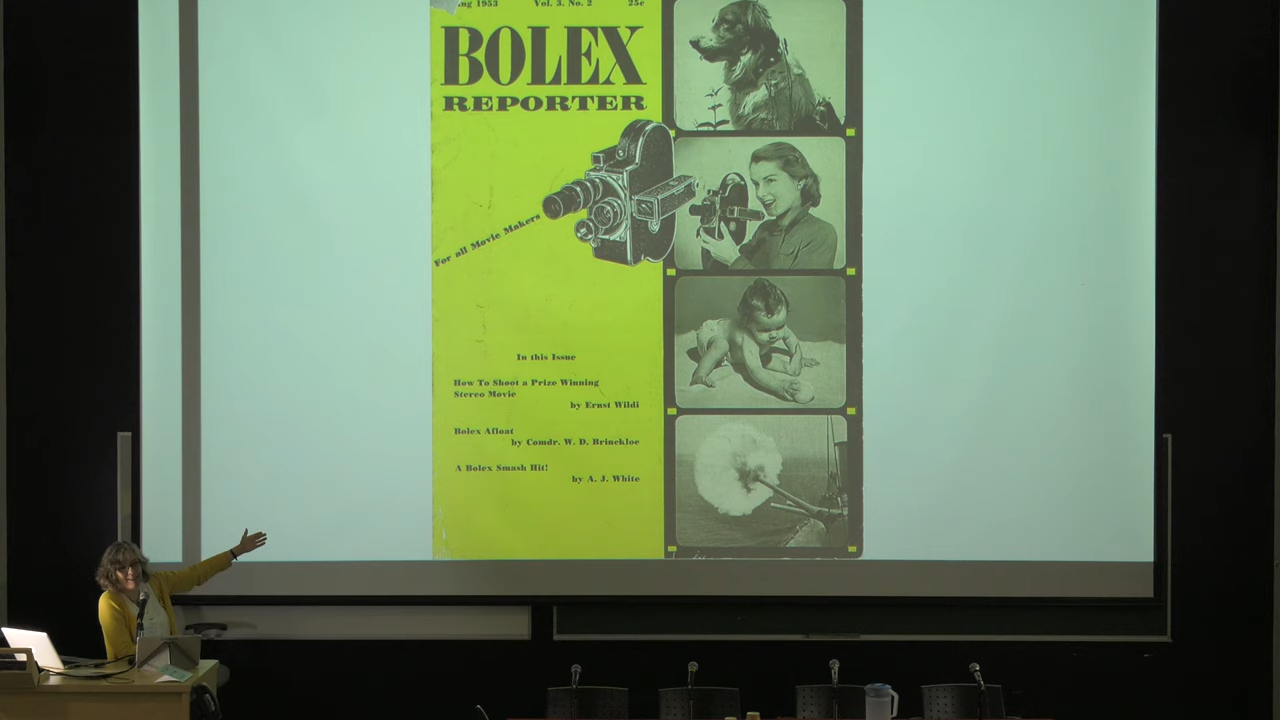 1953 Vol. 3. No. 2 25c
BOLEX
REPORTER
For all Movie Makers
In this Issue
How To Shoot a Prize Winning
Stereo Movie
by Ernst Wildi
Bolex Afloat
by Comdr. W. D. Brinckloe
A Bolex Smash Hit!
by A. J. White